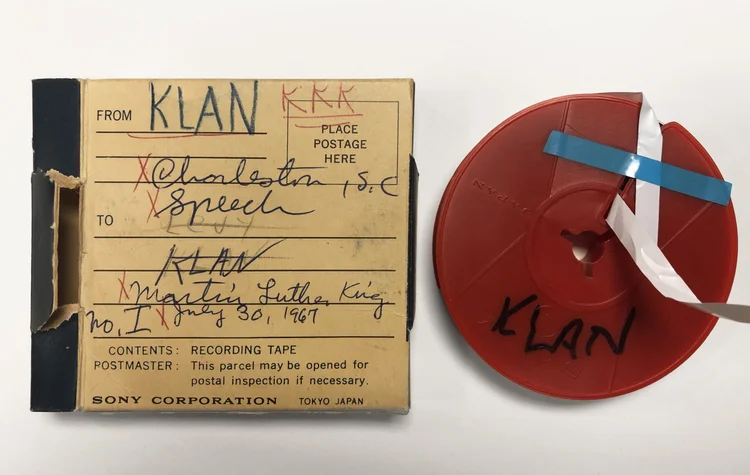 FROM KLAN KKK
PLACE
POSTAGE
HERE
X Charleston, S.C
X Speech
TO
KLAN
X Martin Luther King
No. I X July 30, 1967
CONTENTS: RECORDING TAPE
POSTMASTER: This parcel may be opened for
postal inspection if necessary.
SONY CORPORATION TOKYO JAPAN
JAPAN
KLAN